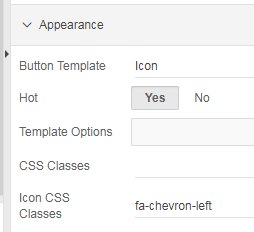 Appearance
Button Template Icon
Hot Yes No
Template Options
CSS Classes
Icon CSS
Classes fa-chevron-left